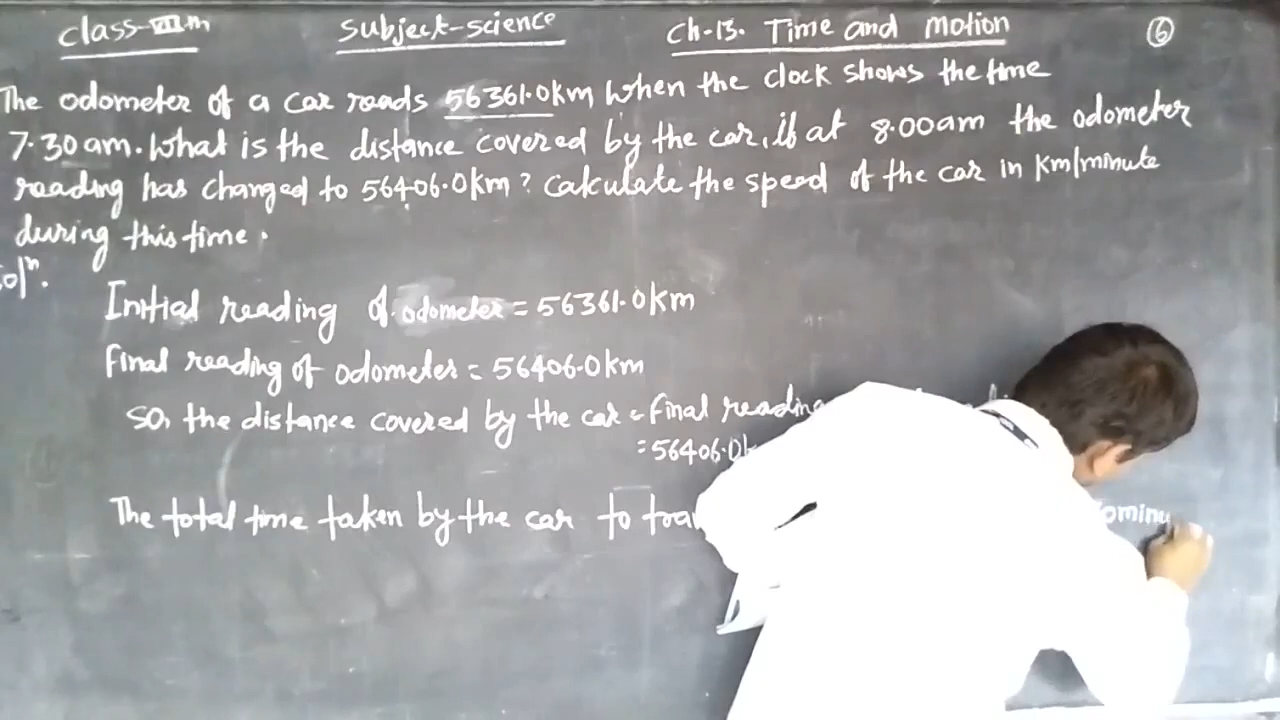 class-VIIIm subject-science Ch-13. Time and Motion 6
The odometer of a car reads 56361.0km when the clock shows the time
7.30am. What is the distance covered by the car, if at 8.00am the odometer
reading has changed to 56406.0km? Calculate the speed of the car in km/minute
during this time.
Soln.
Initial reading of odometer = 56361.0km
final reading of odometer = 56406.0km
So, the distance covered by the car = final reading
=56406.0k
The total time taken by the car to